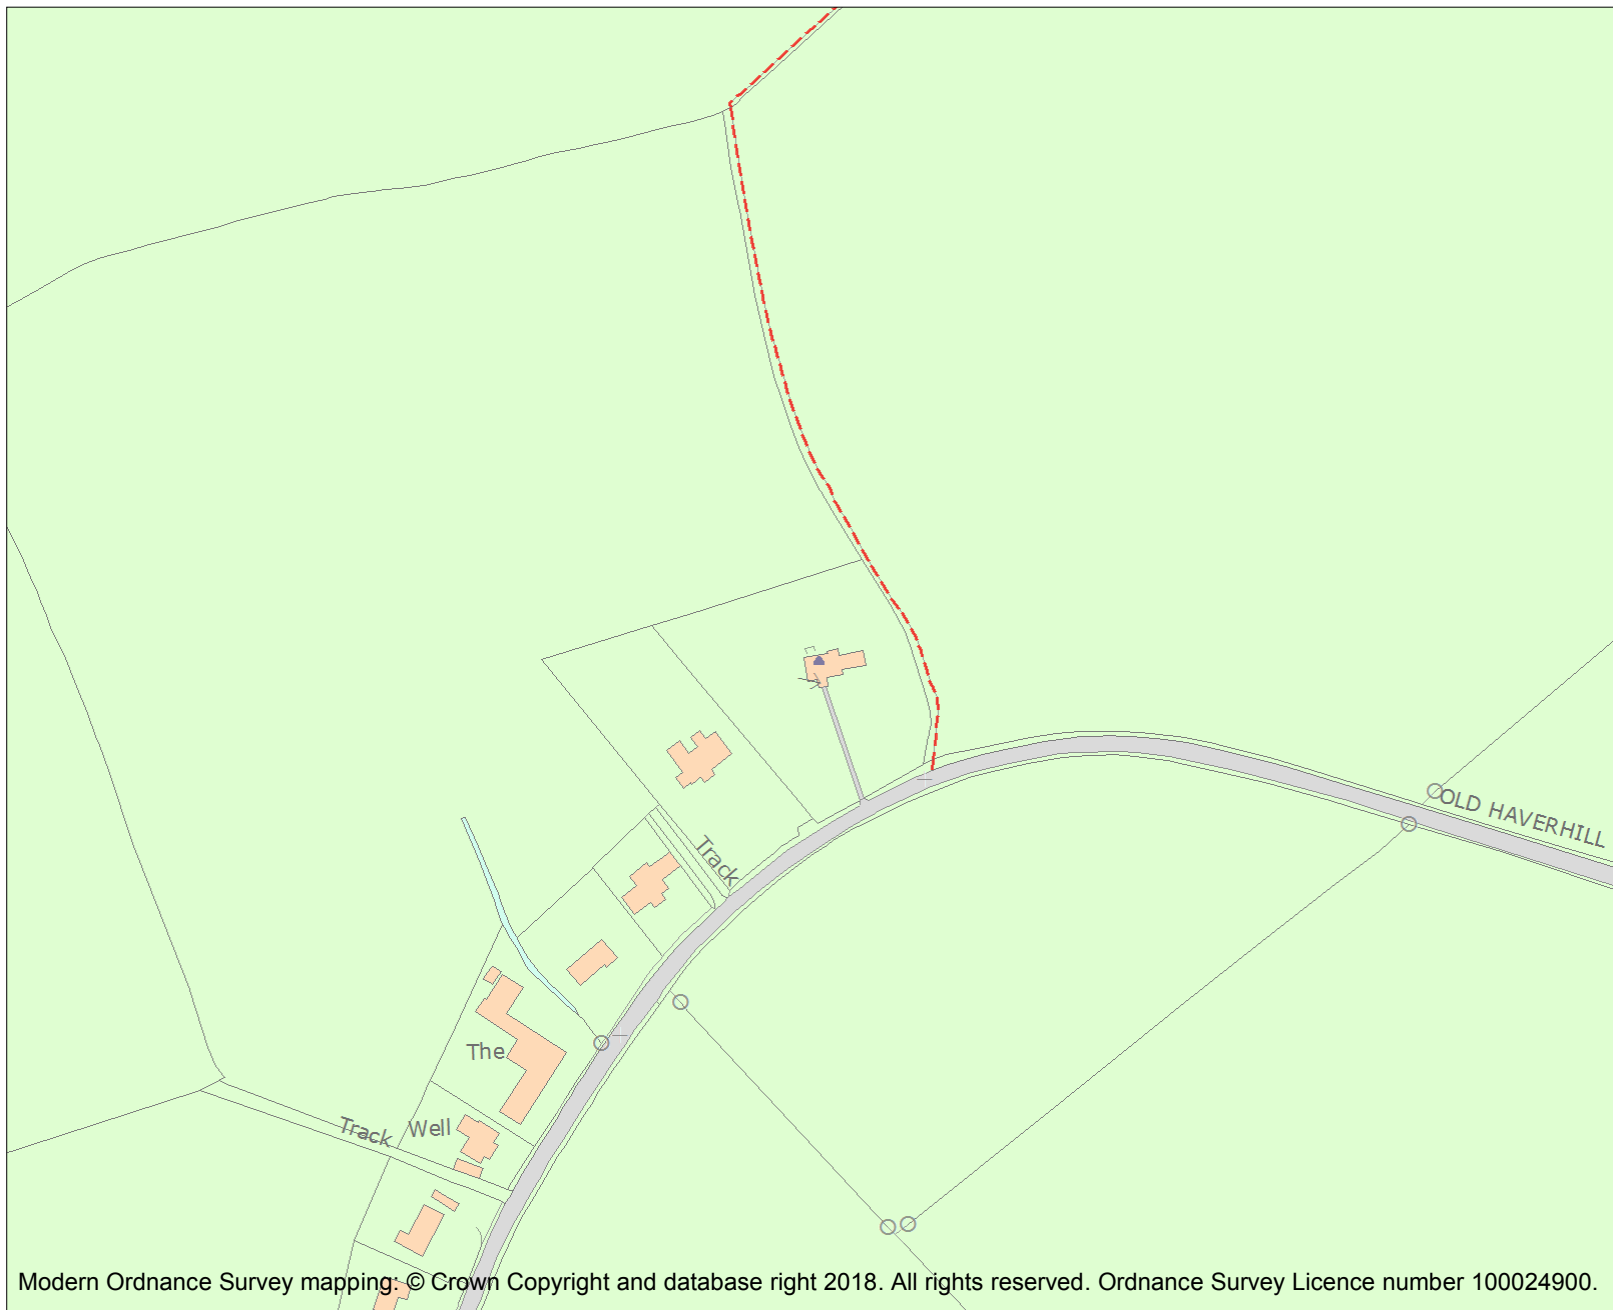 OLD HAVERHILL
Track
The
Well
Track
Modern Ordnance Survey mapping: © Crown Copyright and database right 2018. All rights reserved. Ordnance Survey Licence number 100024900.